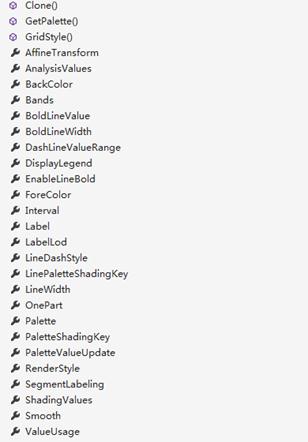 Clone()
GetPalette()
GridStyle()
AffineTransform
AnalysisValues
BackColor
Bands
BoldLineValue
BoldLineWidth
DashLineValueRange
DisplayLegend
EnableLineBold
ForeColor
Interval
Label
LabelLod
LineDashStyle
LinePaletteShadingKey
LineWidth
OnePart
Palette
PaletteShadingKey
PaletteValueUpdate
RenderStyle
SegmentLabeling
ShadingValues
Smooth
ValueUsage